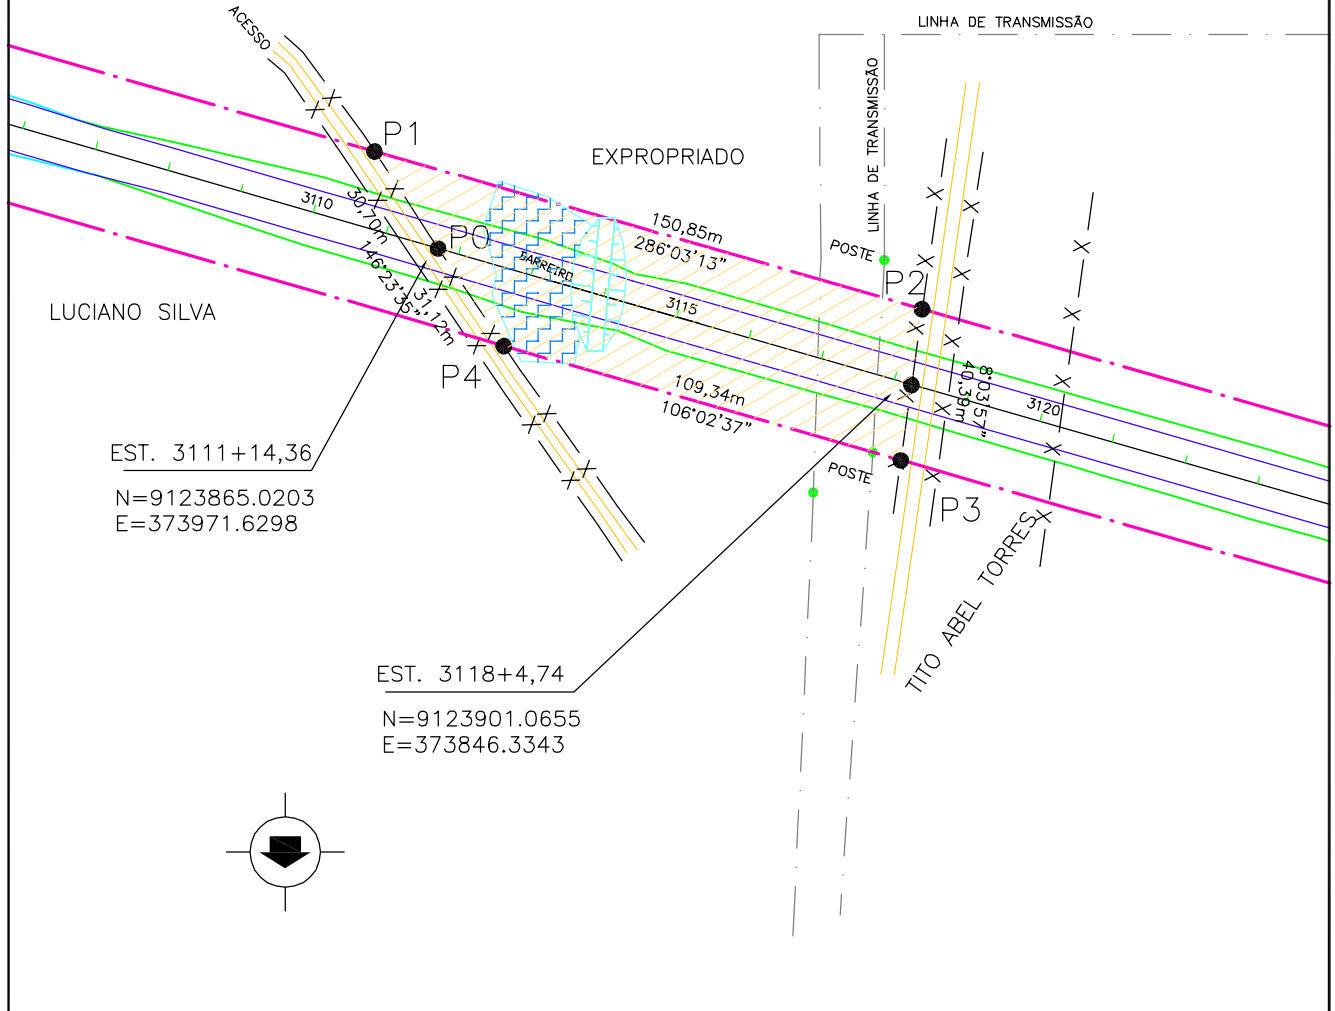 ACESSO
LINHA DE TRANSMISSÃO
LINHA DE TRANSMISSÃO
P1
EXPROPRIADO
3110
30,70m
P0
150,85m
286°03'13"
POSTE
P2
BARREIRO
3115
146°23'35"
31,12m
LUCIANO SILVA
P4
109,34m
106°02'37"
8°03'57"
40,39m
3120
EST. 3111+14,36
N=9123865.0203
E=373971.6298
POSTE
P3
TITO ABEL TORRES
EST. 3118+4,74
N=9123901.0655
E=373846.3343